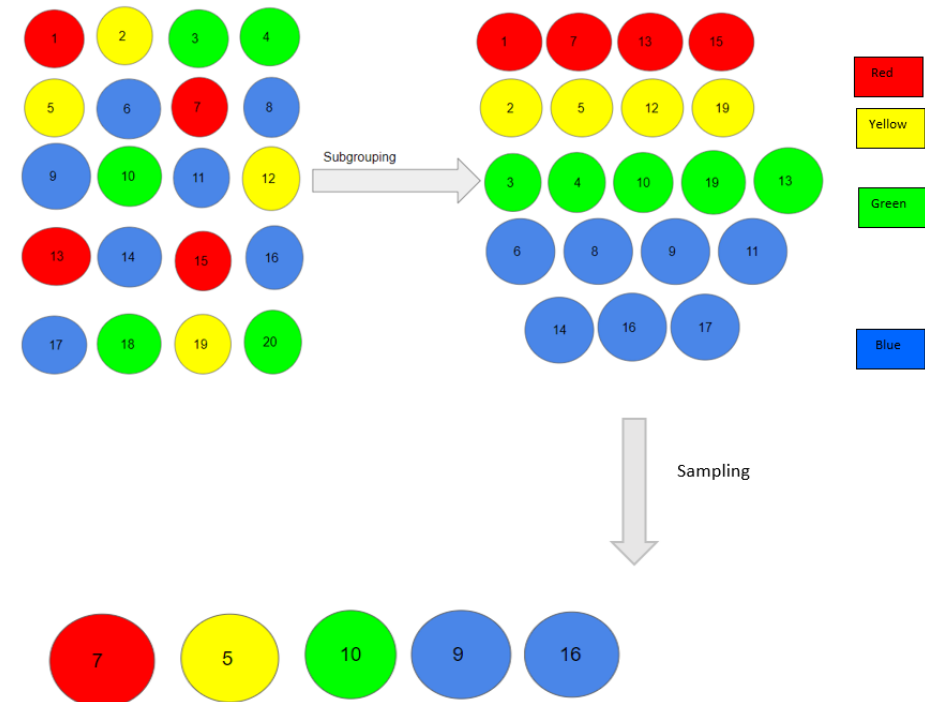 1 2 3 4
5 6 7 8
9 10 11 12
13 14 15 16
17 18 19 20
Subgrouping
1 7 13 15
2 5 12 19
3 4 10 19 13
6 8 9 11
14 16 17
Red
Yellow
Green
Blue
Sampling
7 5 10 9 16